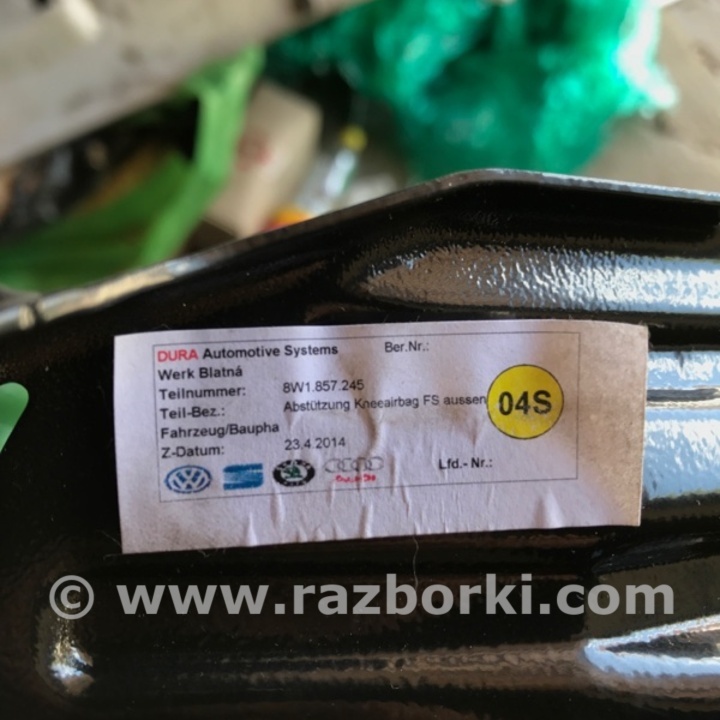 DURA Automotive Systems Ber.Nr.:
Werk Blatná
Teilnummer: 8W1.857.245
Teil-Bez.: Abstützung Kneeairbag FS aussen 04S
Fahrzeug/Baupha
Z-Datum: 23.4.2014
Lfd.- Nr.:
© www.razborki.com